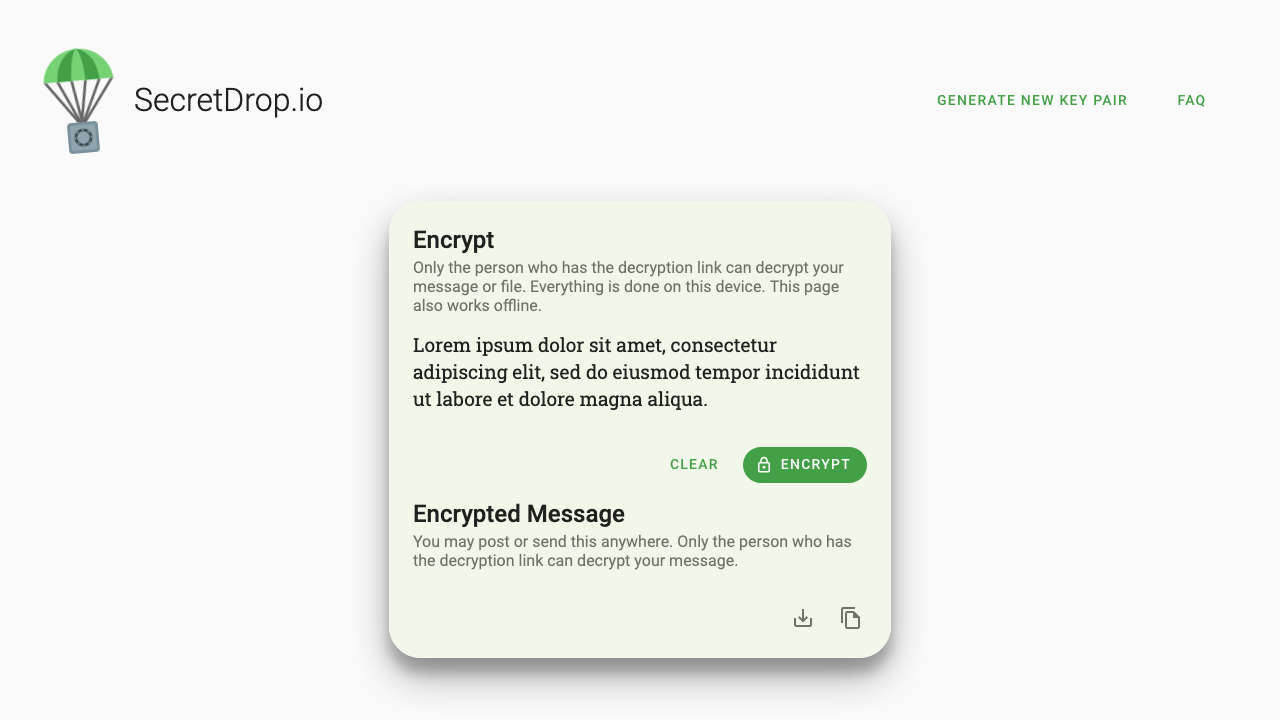 SecretDrop.io
GENERATE NEW KEY PAIR
FAQ
Encrypt
Only the person who has the decryption link can decrypt your
message or file. Everything is done on this device. This page
also works offline.
Lorem ipsum dolor sit amet, consectetur
adipiscing elit, sed do eiusmod tempor incididunt
ut labore et dolore magna aliqua.
CLEAR
ENCRYPT
Encrypted Message
You may post or send this anywhere. Only the person who has
the decryption link can decrypt your message.